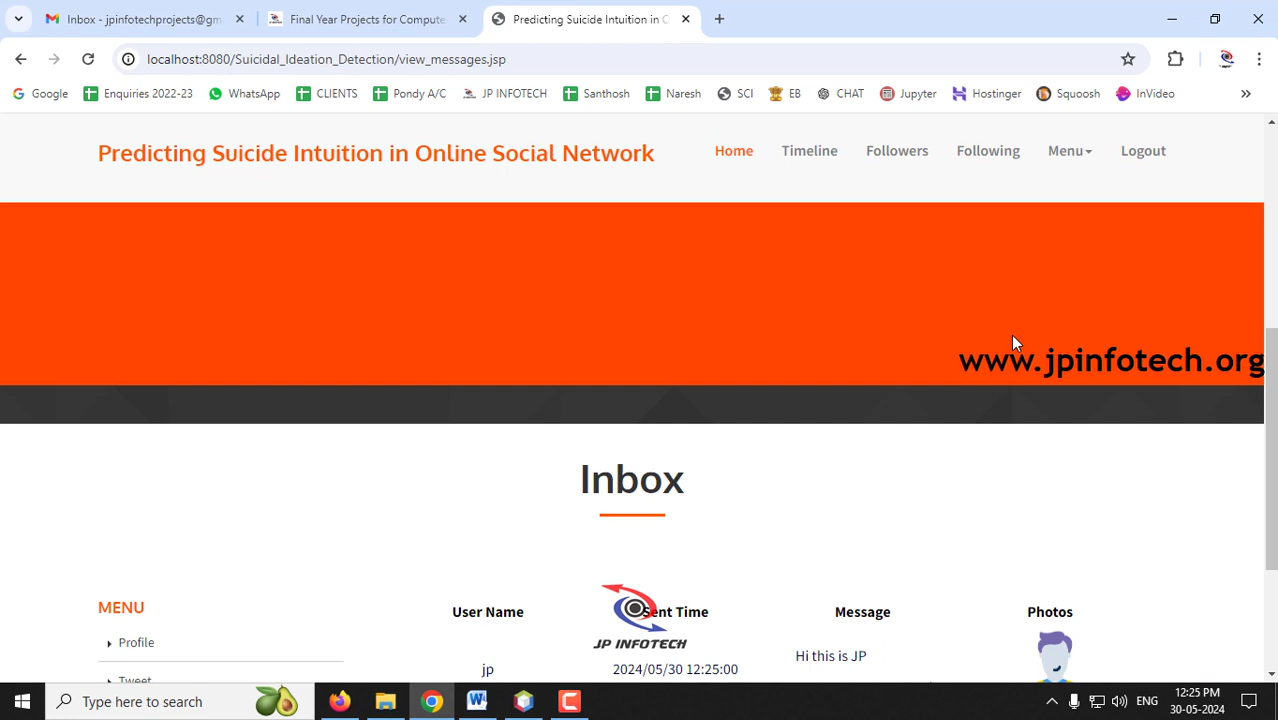 Inbox - jpinfotechprojects@gm
Final Year Projects for Compute
Predicting Suicide Intuition in O
localhost:8080/Suicidal_Ideation_Detection/view_messages.jsp
Google
Enquiries 2022-23
WhatsApp
CLIENTS
Pondy A/C
JP INFOTECH
Santhosh
Naresh
SCI
EB
CHAT
Jupyter
Hostinger
Squoosh
InVideo
»
Predicting Suicide Intuition in Online Social Network
Home
Timeline
Followers
Following
Menu
Logout
www.jpinfotech.org
Inbox
MENU
Profile
Tweet
User Name
Sent Time
Message
Photos
JP INFOTECH
jp
2024/05/30 12:25:00
Hi this is JP
Type here to search
ENG
12:25 PM
30-05-2024